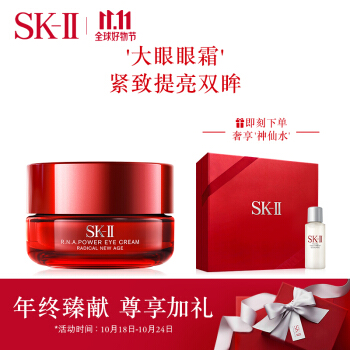 SK-II
11.11
全球好物节
'大眼眼霜'
紧致提亮双眸
即刻下单
奢享'神仙水'
SK-II
SK-II
R.N.A.POWER EYE CREAM
RADICAL NEW AGE
SK-II
年终臻献 尊享加礼
*活动时间：10月18日-10月24日